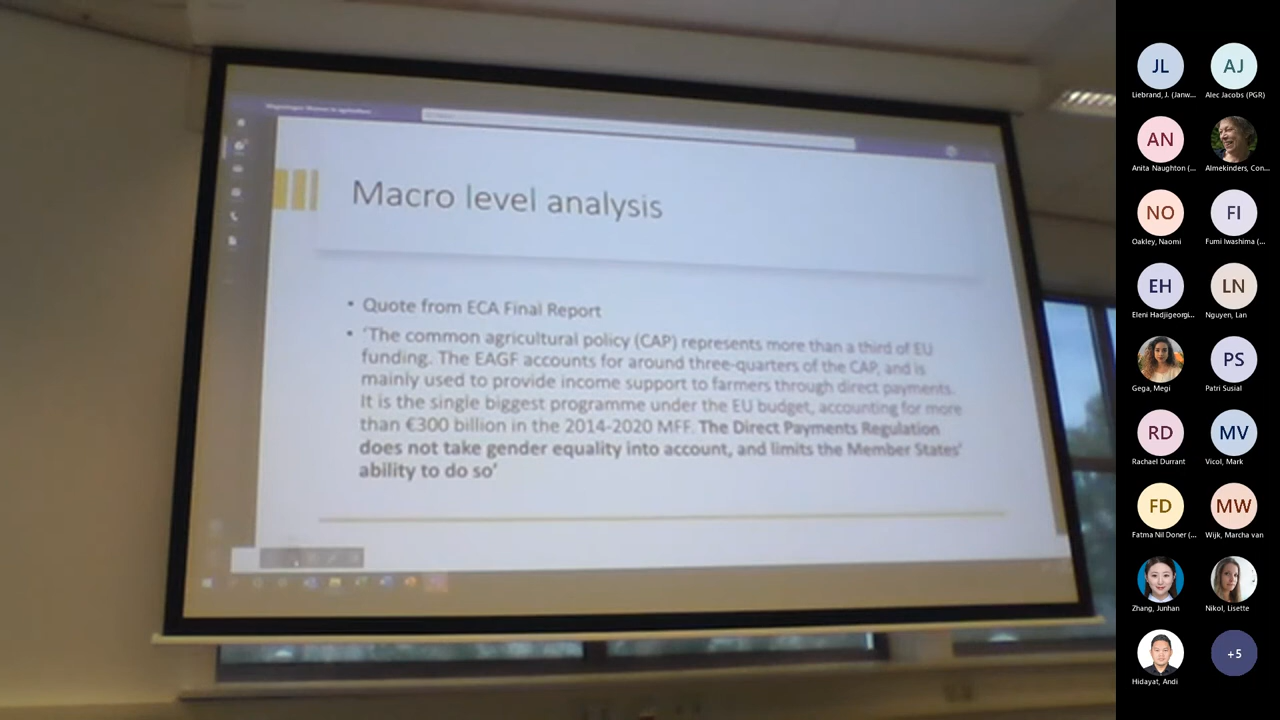 Macro level analysis
• Quote from ECA Final Report
• ‘The common agricultural policy (CAP) represents more than a third of EU
funding. The EAGF accounts for around three-quarters of the CAP, and is
mainly used to provide income support to farmers through direct payments.
It is the single biggest programme under the EU budget, accounting for more
than €300 billion in the 2014-2020 MFF. The Direct Payments Regulation
does not take gender equality into account, and limits the Member States’
ability to do so’
JL
Liebrand, J. (Janw...
AJ
Alec Jacobs (PGR)
AN
Anita Naughton (...
Almekinders, Con...
NO
Oakley, Naomi
FI
Fumi Iwashima (...
EH
Eleni Hadjigeorgi...
LN
Nguyen, Lan
Gega, Megi
PS
Patri Susial
RD
Rachael Durrant
MV
Vicol, Mark
FD
Fatma Nil Doner (...
MW
Wijk, Marcha van
Zhang, Junhan
Nikol, Lisette
Hidayat, Andi
+5